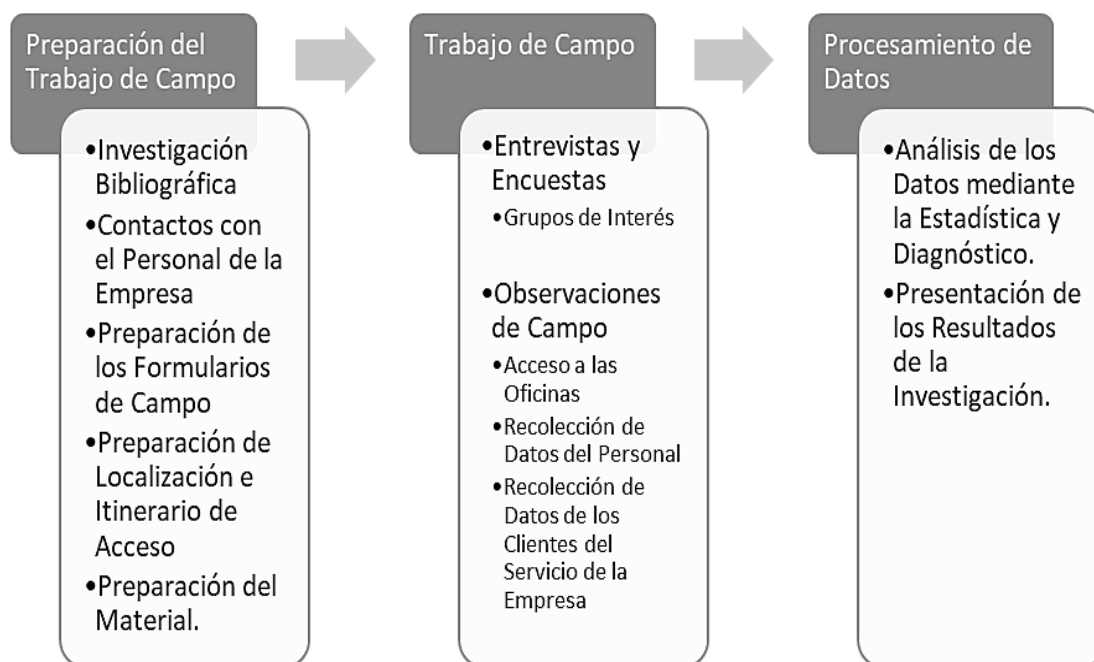 Preparación del
Trabajo de Campo
•Investigación
Bibliográfica
•Contactos con
el Personal de la
Empresa
•Preparación de
los Formularios
de Campo
•Preparación de
Localización e
Itinerario de
Acceso
•Preparación del
Material.
Trabajo de Campo
•Entrevistas y
Encuestas
•Grupos de Interés
•Observaciones
de Campo
•Acceso a las
Oficinas
•Recolección de
Datos del Personal
•Recolección de
Datos de los
Clientes del
Servicio de la
Empresa
Procesamiento de
Datos
•Análisis de los
Datos mediante
la Estadística y
Diagnóstico.
•Presentación de
los Resultados
de la
Investigación.